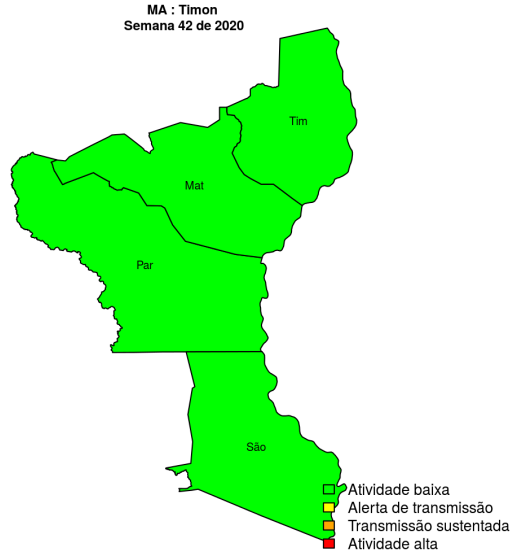 MA : Timon
Semana 42 de 2020
Tim
Mat
Par
São
Atividade baixa
Alerta de transmissão
Transmissão sustentada
Atividade alta